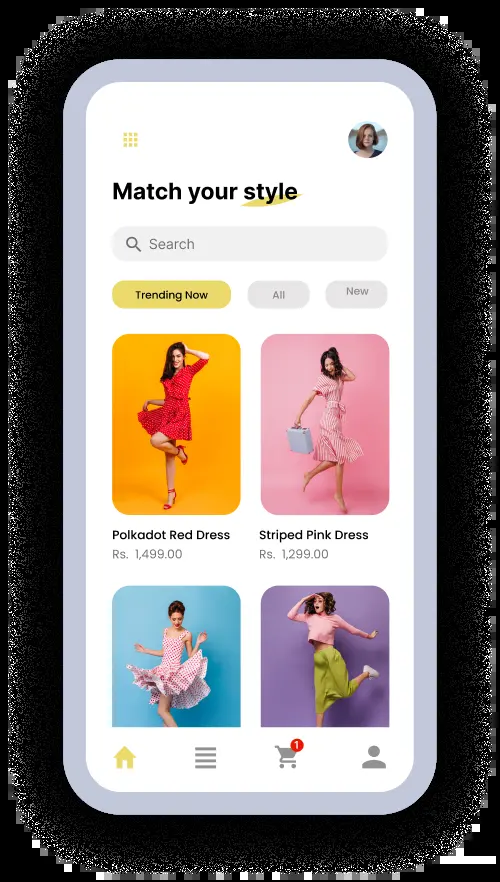 Match your style
Search
Trending Now
All
New
Polkadot Red Dress
Striped Pink Dress
Rs. 1,499.00
Rs. 1,299.00
1